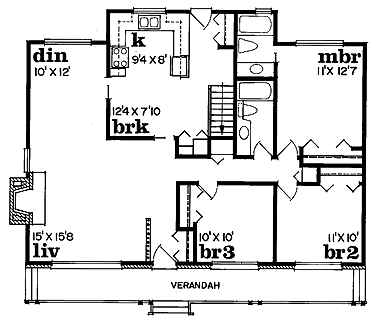 k
9'4 x 8'
din
10' x 12'
mbr
11' x 12'7
12'4 x 7'10
brk
15' x 15'8
liv
10' x 10'
br3
11' x 10'
br2
VERANDAH